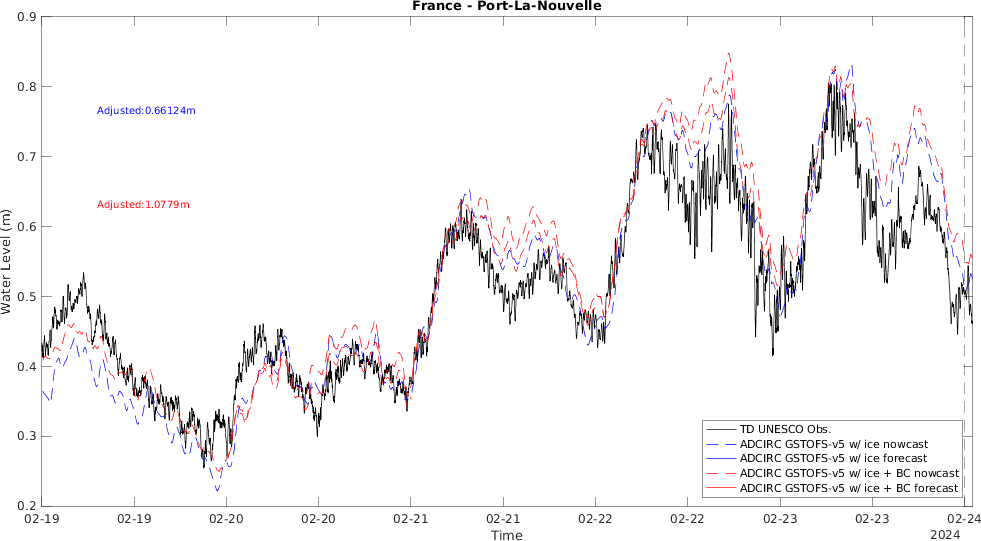 France - Port-La-Nouvelle
0.9
0.8
0.7
0.6
0.5
0.4
0.3
0.2
Water Level (m)
Adjusted:0.66124m
Adjusted:1.0779m
TD UNESCO Obs.
ADCIRC GSTOFS-v5 w/ ice nowcast
ADCIRC GSTOFS-v5 w/ ice forecast
ADCIRC GSTOFS-v5 w/ ice + BC nowcast
ADCIRC GSTOFS-v5 w/ ice + BC forecast
02-19 02-19 02-20 02-20 02-21 02-21 02-22 02-22 02-23 02-23 02-24
Time
2024